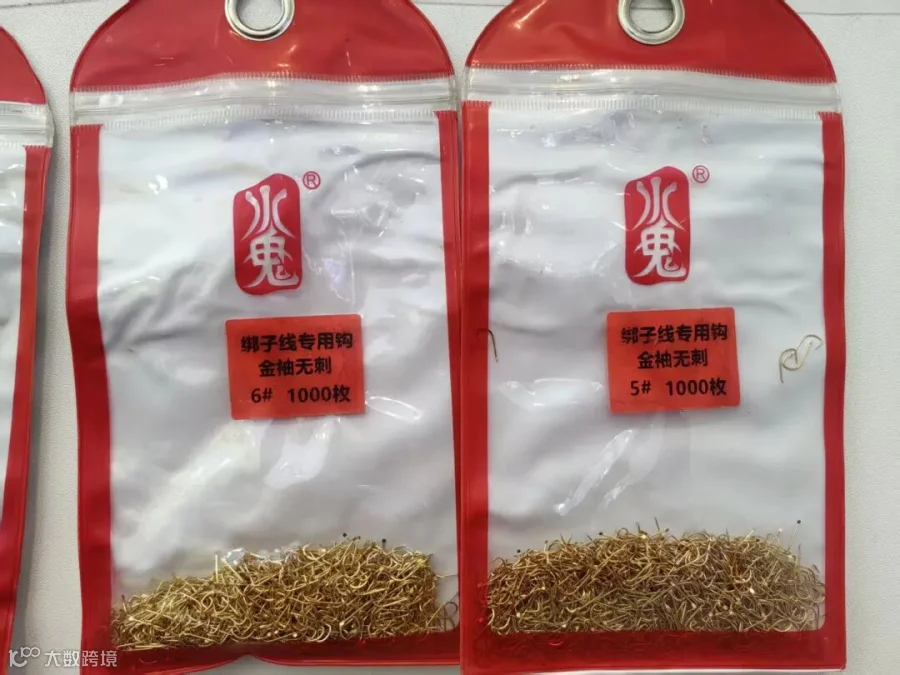 水鬼®
绑子线专用钩
金袖无刺
6# 1000枚
水鬼®
绑子线专用钩
金袖无刺
5# 1000枚
大数跨境